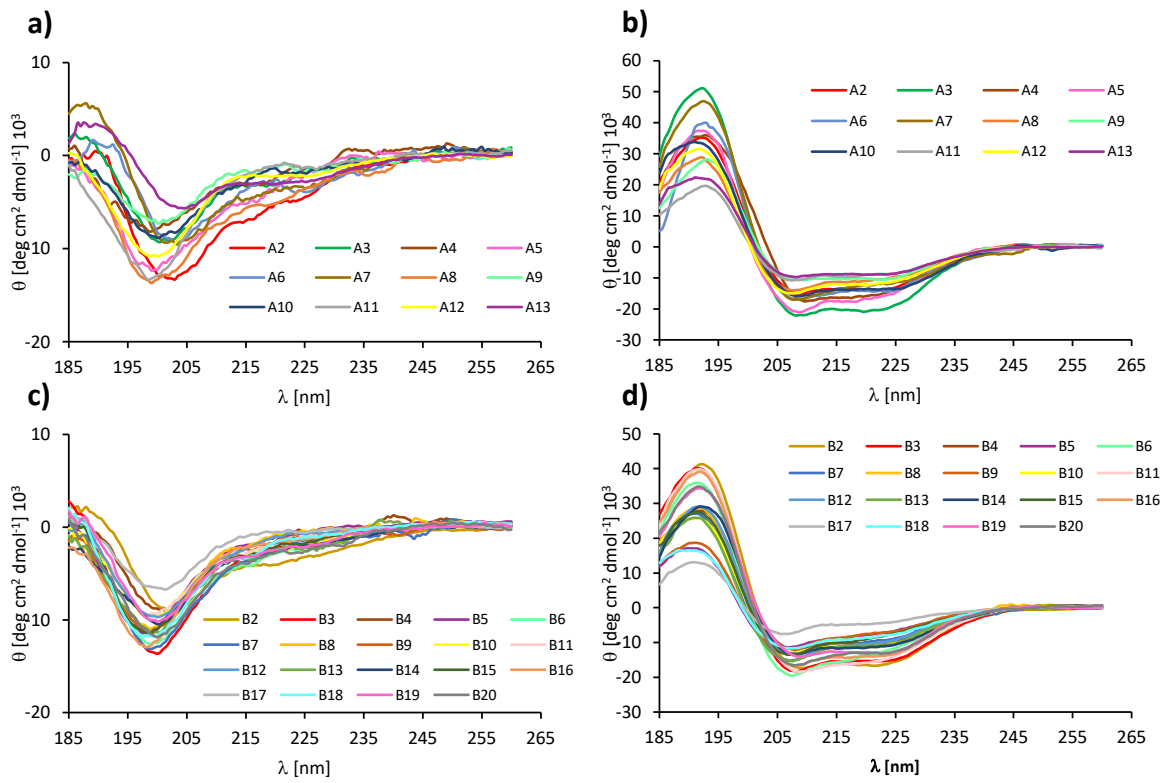 a)
10
0
-10
-20
θ [deg cm² dmol⁻¹] 10³
A2 A3 A4 A5
A6 A7 A8 A9
A10 A11 A12 A13
185 195 205 215 225 235 245 255 265
λ [nm]
b)
60
50
40
30
20
10
0
-10
-20
-30
θ [deg cm² dmol⁻¹] 10³
A2 A3 A4 A5
A6 A7 A8 A9
A10 A11 A12 A13
185 195 205 215 225 235 245 255 265
λ [nm]
c)
10
0
-10
-20
θ [deg cm² dmol⁻¹] 10³
B2 B3 B4 B5 B6
B7 B8 B9 B10 B11
B12 B13 B14 B15 B16
B17 B18 B19 B20
185 195 205 215 225 235 245 255 265
λ [nm]
d)
50
40
30
20
10
0
-10
-20
-30
θ [deg cm² dmol⁻¹] 10³
B2 B3 B4 B5 B6
B7 B8 B9 B10 B11
B12 B13 B14 B15 B16
B17 B18 B19 B20
185 195 205 215 225 235 245 255 265
λ [nm]